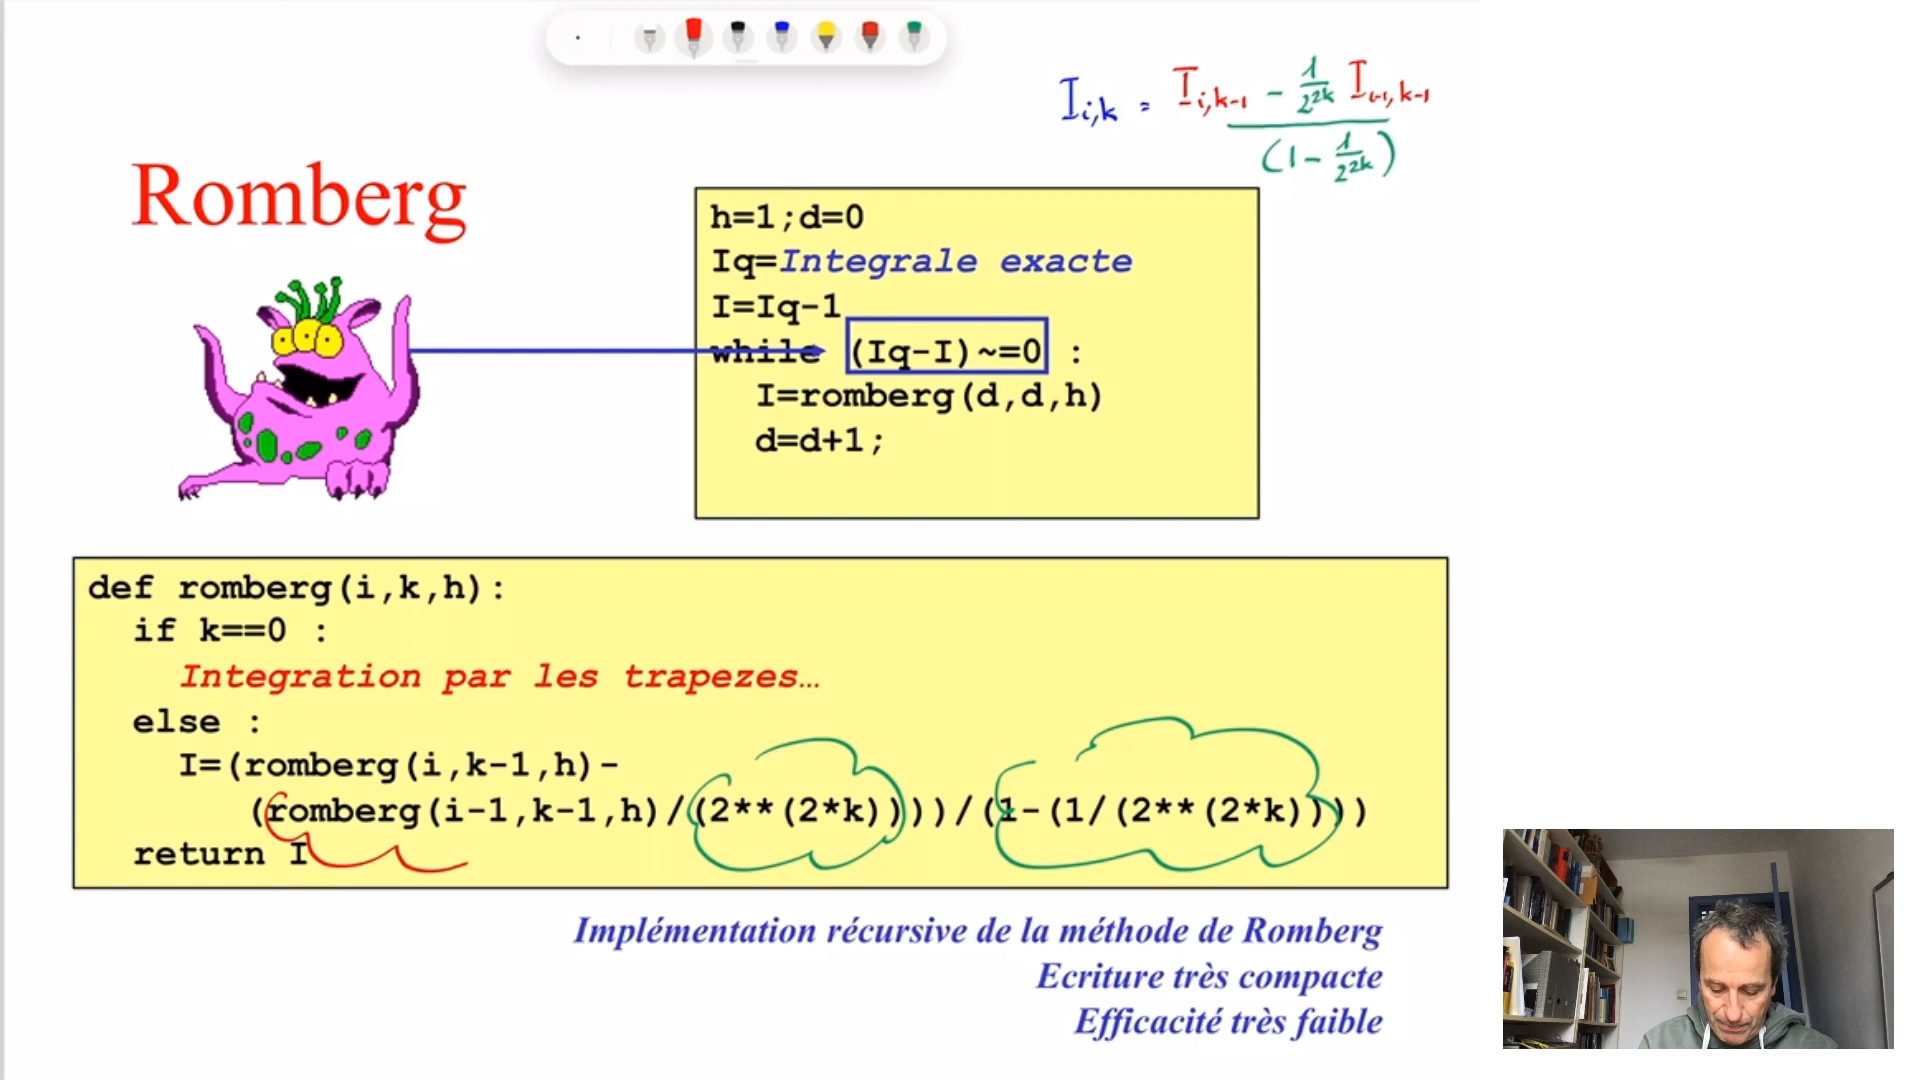 I i,k = I i,k-1 - 1/2^2k I i-1, k-1
(1 - 1/2^2k)
Romberg
h=1;d=0
Iq=Integrale exacte
I=Iq-1
while (Iq-I)~=0 :
I=romberg(d,d,h)
d=d+1;
def romberg(i,k,h):
if k==0 :
Integration par les trapezes…
else :
I=(romberg(i,k-1,h)-
(romberg(i-1,k-1,h)/(2**(2*k))))/(1-(1/(2**(2*k))))
return I
Implémentation récursive de la méthode de Romberg
Ecriture très compacte
Efficacité très faible